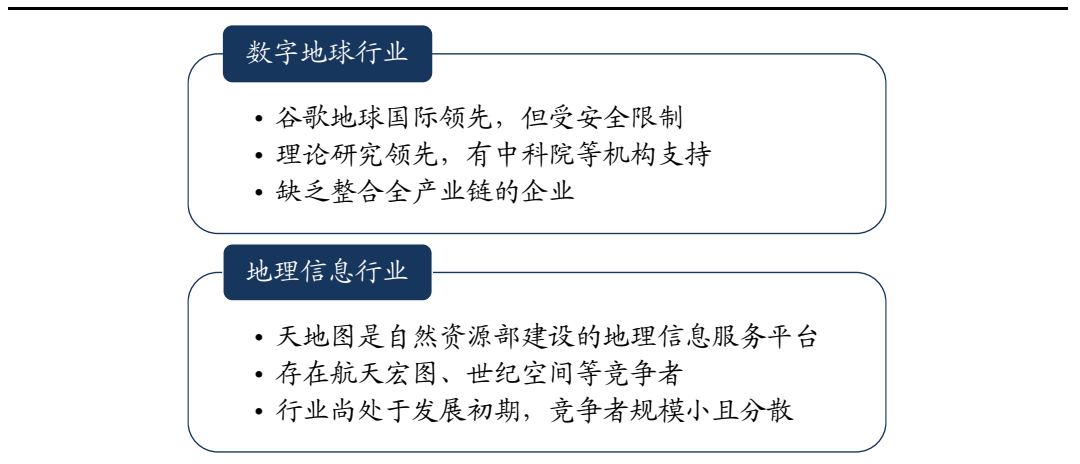 数字地球行业
• 谷歌地球国际领先，但受安全限制
• 理论研究领先，有中科院等机构支持
• 缺乏整合全产业链的企业
地理信息行业
• 天地图是自然资源部建设的地理信息服务平台
• 存在航天宏图、世纪空间等竞争者
• 行业尚处于发展初期，竞争者规模小且分散